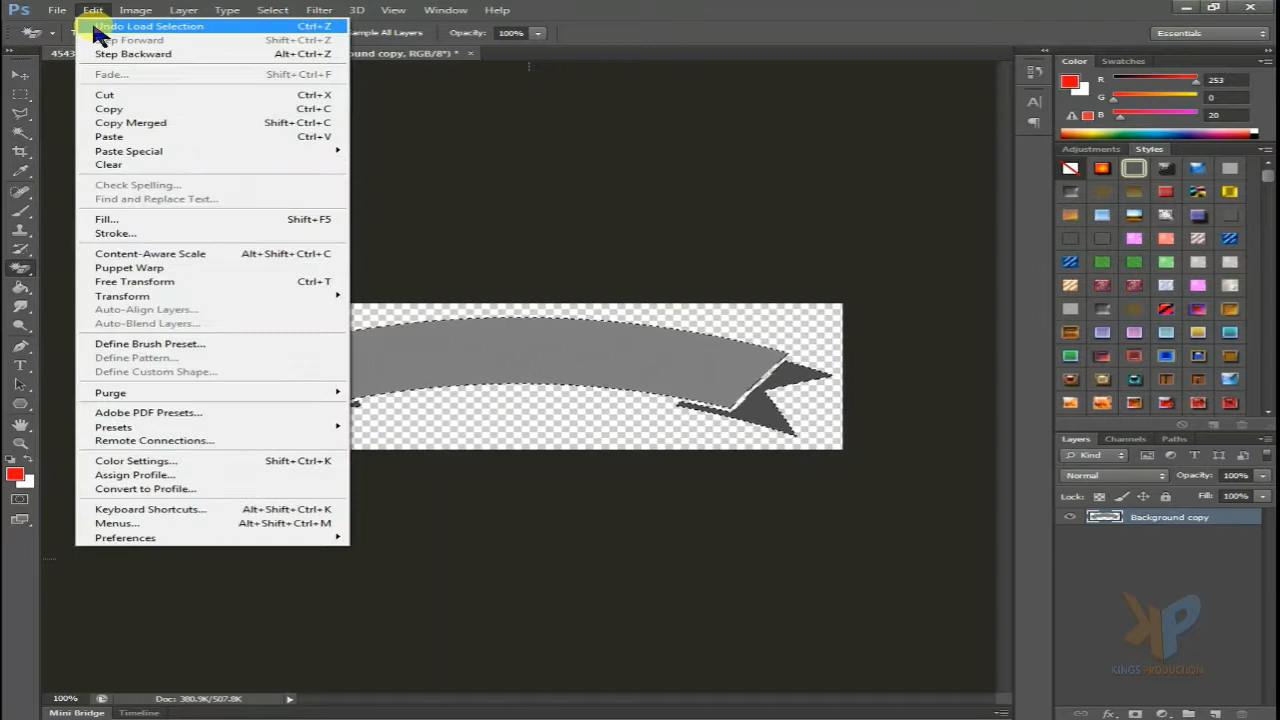 Ps File Edit Image Layer Type Select Filter 3D View Window Help
Sample All Layers Opacity: 100% Essentials
4543 ound copy, RGB/8*) * ×
Undo Load Selection Ctrl+Z
Step Forward Shift+Ctrl+Z
Step Backward Alt+Ctrl+Z
Fade... Shift+Ctrl+F
Cut Ctrl+X
Copy Ctrl+C
Copy Merged Shift+Ctrl+C
Paste Ctrl+V
Paste Special
Clear
Check Spelling...
Find and Replace Text...
Fill... Shift+F5
Stroke...
Content-Aware Scale Alt+Shift+Ctrl+C
Puppet Warp
Free Transform Ctrl+T
Transform
Auto-Align Layers...
Auto-Blend Layers...
Define Brush Preset...
Define Pattern...
Define Custom Shape...
Purge
Adobe PDF Presets...
Presets
Remote Connections...
Color Settings... Shift+Ctrl+K
Assign Profile...
Convert to Profile...
Keyboard Shortcuts... Alt+Shift+Ctrl+K
Menus... Alt+Shift+Ctrl+M
Preferences
Color Swatches
R 253
G 0
B 20
Adjustments Styles
Layers Channels Paths
Kind
Normal Opacity: 100%
Lock: Fill: 100%
Background copy
KP
KINGS PRODUCTION
100% Doc: 380.9K/507.8K
Mini Bridge Timeline